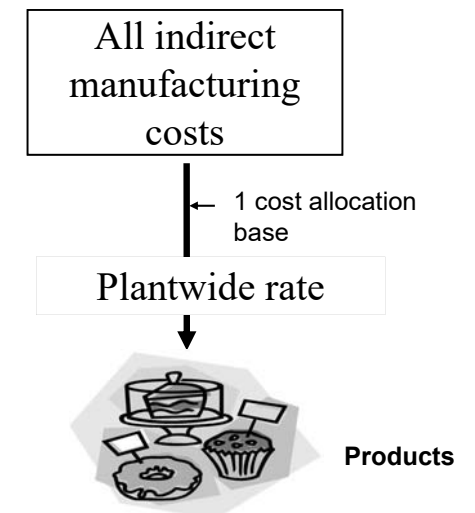 All indirect
manufacturing
costs
1 cost allocation
base
Plantwide rate
Products